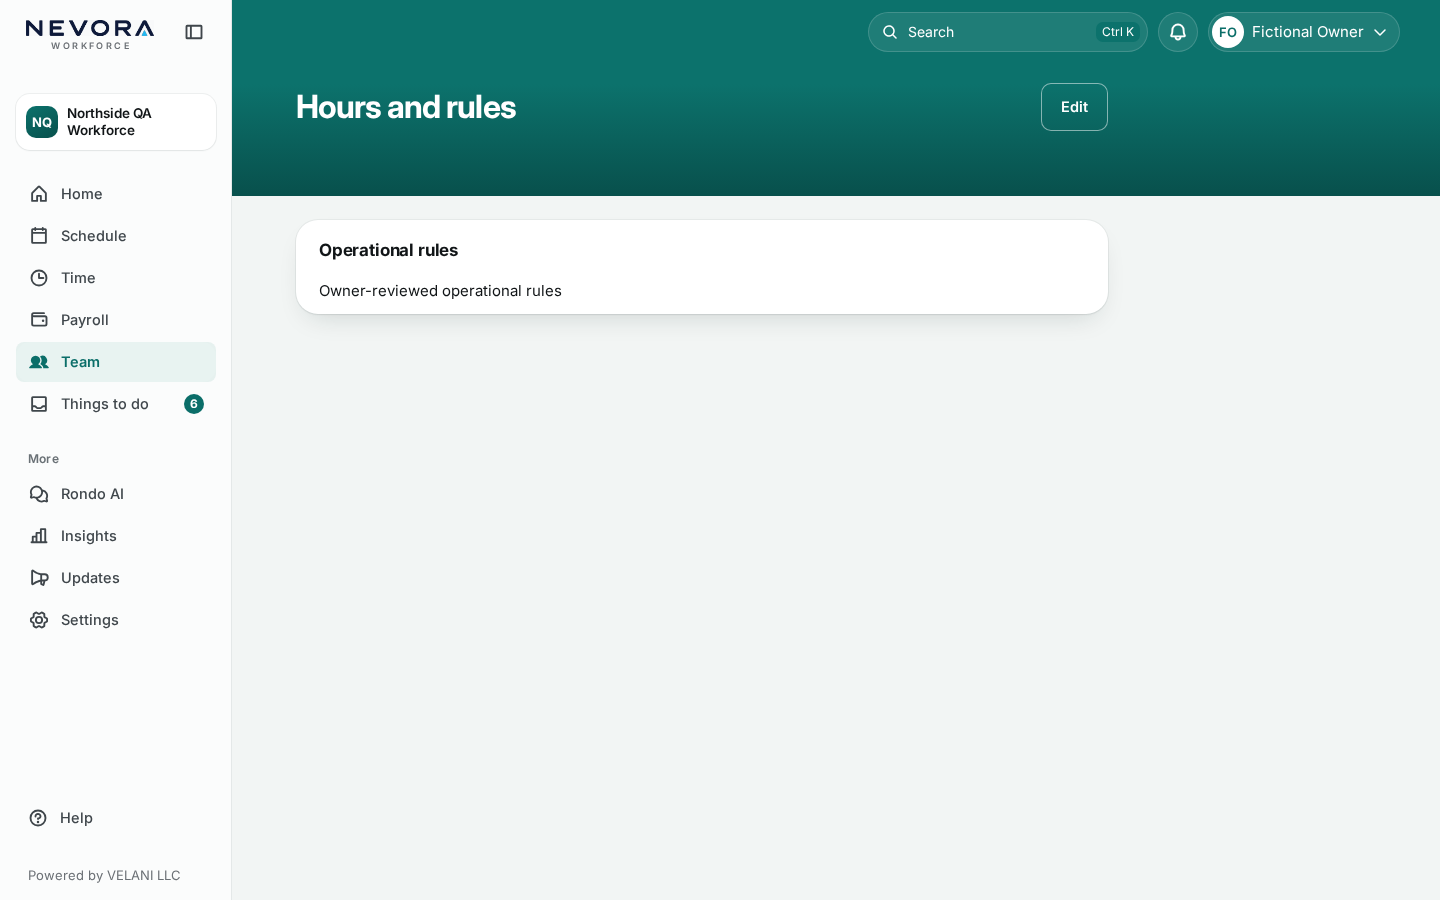 NEVORA
WORKFORCE
Search
Ctrl K
FO
Fictional Owner
NQ
Northside QA
Workforce
Hours and rules
Edit
Home
Schedule
Time
Payroll
Team
Things to do
6
More
Rondo AI
Insights
Updates
Settings
Operational rules
Owner-reviewed operational rules
Help
Powered by VELANI LLC